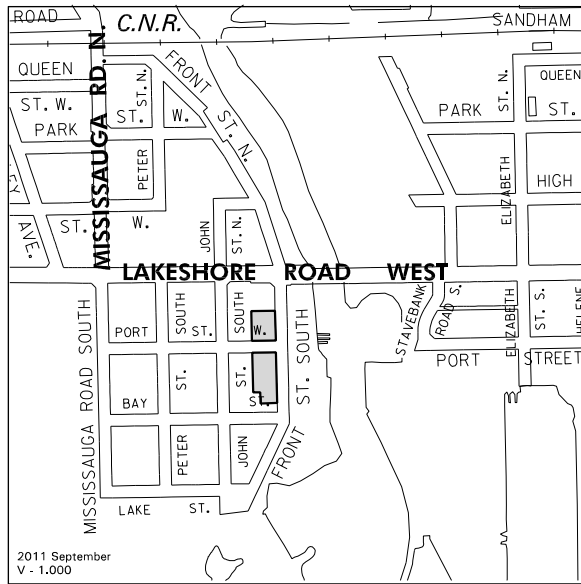 ROAD
C.N.R.
SANDHAM
MISSISSAUGA RD. N.
QUEEN
ST. W.
PARK
ST. N.
ST.
W.
PETER
FRONT
ST. N.
ST. N.
QUEEN
PARK
ST.
ELIZABETH
HIGH
AVE.
ST.
W.
JOHN
ST. N.
LAKESHORE ROAD WEST
MISSISSAUGA ROAD SOUTH
PORT
SOUTH
ST.
SOUTH
W.
ST. SOUTH
STAVEBANK
ROAD S.
ELIZABETH
ST. S.
HELENE
PORT
STREET
BAY
ST.
ST.
ST.
PETER
JOHN
FRONT
LAKE
ST.
2011 September
V - 1.000